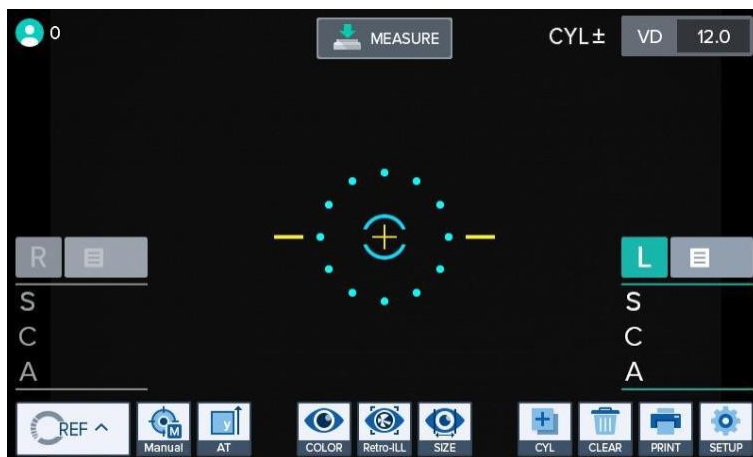 0
MEASURE
CYL±
VD 12.0
R
L
S
C
A
S
C
A
REF
M
Manual
y
AT
COLOR
Retro-ILL
SIZE
CYL
CLEAR
PRINT
SETUP